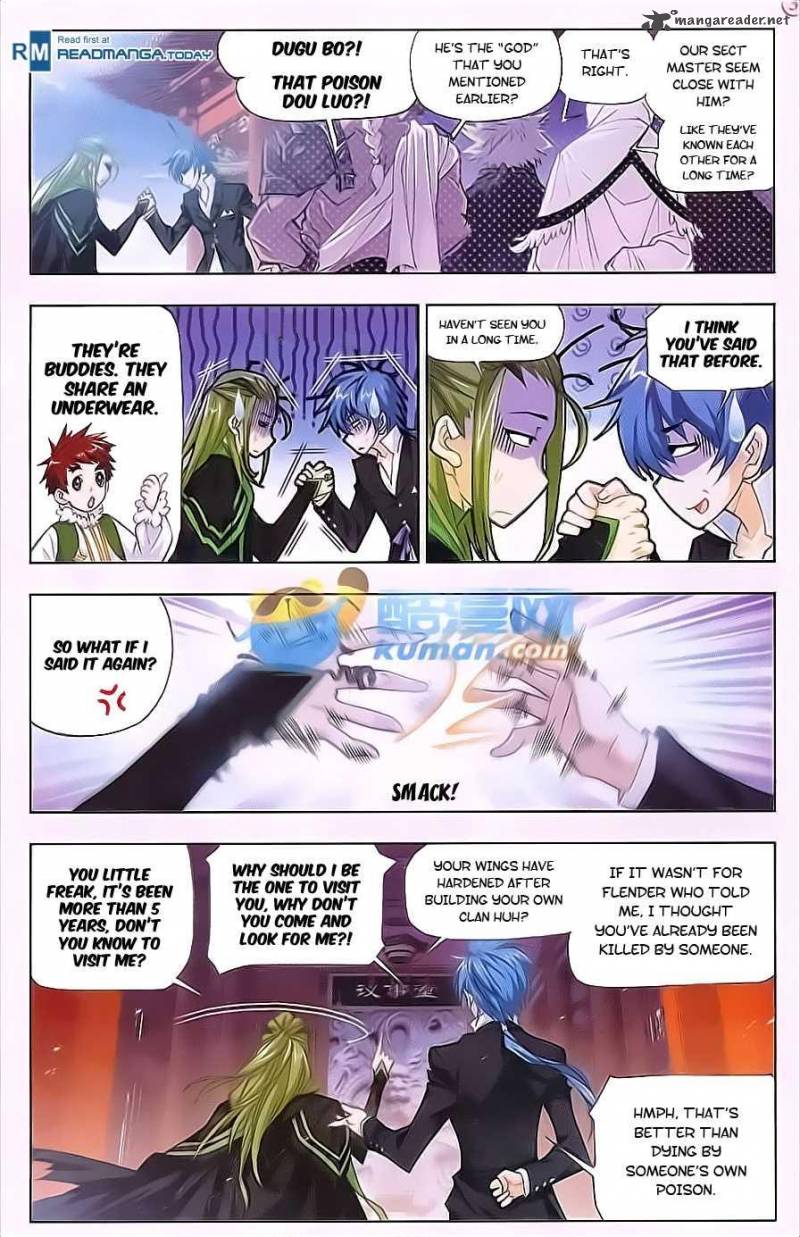 Read first at
RM READMANGA.TODAY
mangareader.net
DUGU BO?!
THAT POISON
DOU LUO?!
HE'S THE "GOD"
THAT YOU
MENTIONED
EARLIER?
THAT'S
RIGHT.
OUR SECT
MASTER SEEM
CLOSE WITH
HIM?
LIKE THEY'VE
KNOWN EACH
OTHER FOR A
LONG TIME?
THEY'RE
BUDDIES. THEY
SHARE AN
UNDERWEAR.
HAVEN'T SEEN YOU
IN A LONG TIME.
I THINK
YOU'VE SAID
THAT BEFORE.
SO WHAT IF I
SAID IT AGAIN?
酷漫网
kuman.com
SMACK!
YOU LITTLE
FREAK, IT'S BEEN
MORE THAN 5
YEARS, DON'T
YOU KNOW TO
VISIT ME?
WHY SHOULD I BE
THE ONE TO VISIT
YOU, WHY DON'T
YOU COME AND
LOOK FOR ME?!
YOUR WINGS HAVE
HARDENED AFTER
BUILDING YOUR OWN
CLAN HUH?
IF IT WASN'T FOR
FLENDER WHO TOLD
ME, I THOUGHT
YOU'VE ALREADY BEEN
KILLED BY SOMEONE.
HMPH, THAT'S
BETTER THAN
DYING BY
SOMEONE'S OWN
POISON.